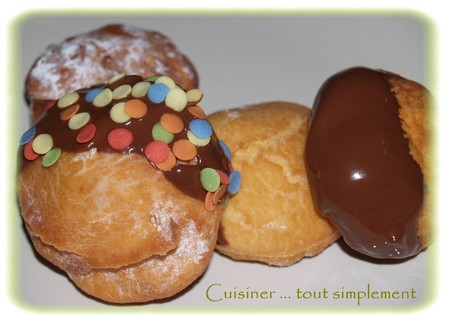 Cuisiner ... tout simplement